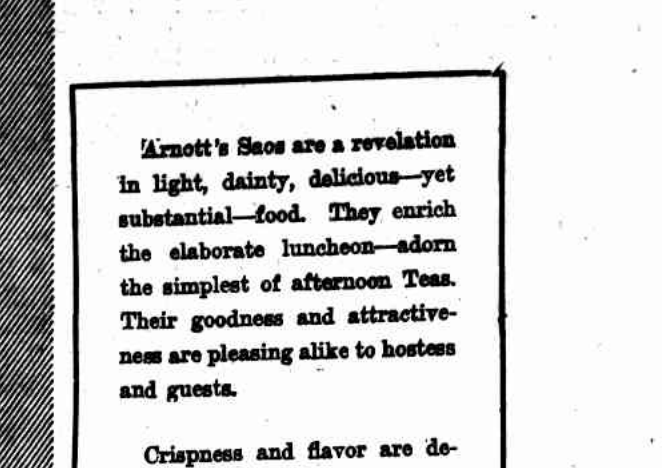 Arnott's Saos are a revelation
in light, dainty, delicious—yet
substantial—food. They enrich
the elaborate luncheon—adorn
the simplest of afternoon Teas.
Their goodness and attractive-
ness are pleasing alike to hostess
and guests.
Crispness and flavor are de-